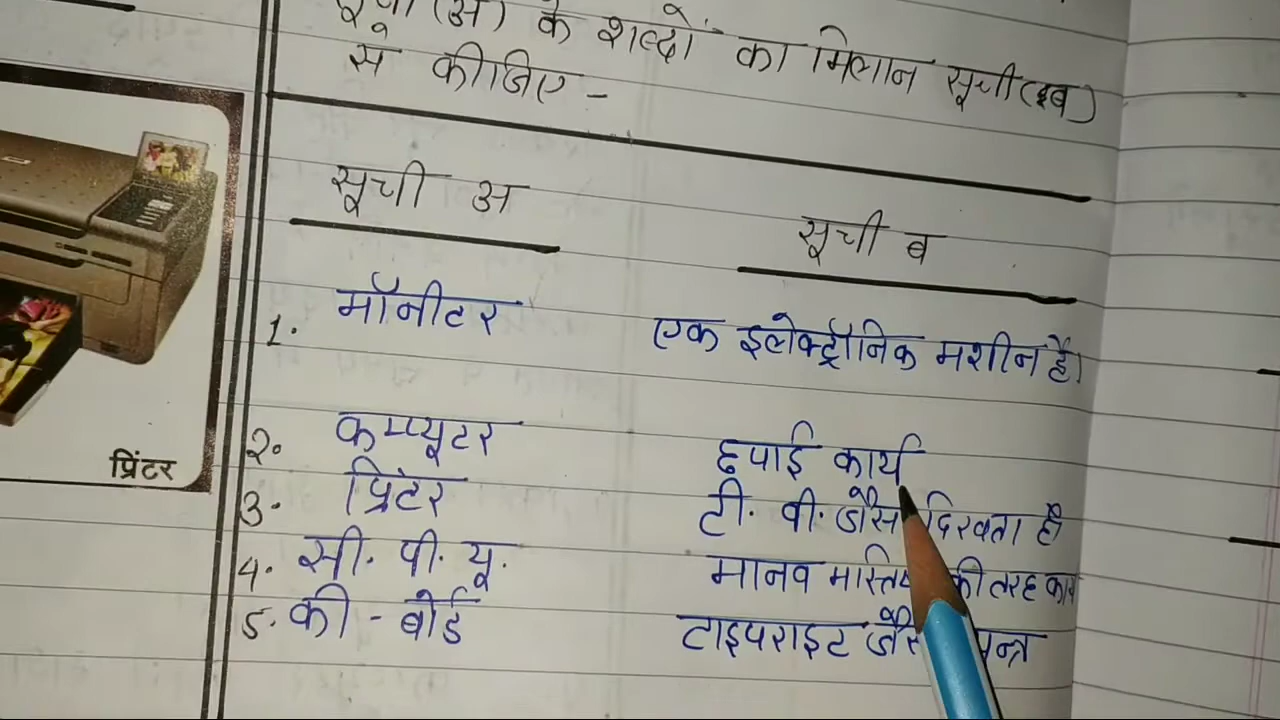 (अ) के शब्दों का मिलान सूची (ब)
से कीजिए -
सूची अ
सूची ब
1. मॉनीटर एक इलेक्ट्रॉनिक मशीन है।
2. कम्प्यूटर छपाई कार्य
3. प्रिंटर टी. वी. जैसा दिखता है
4. सी. पी. यू. मानव की तरह कार्य
5. की - बोर्ड टाइपराइट यन्त्र
प्रिंटर